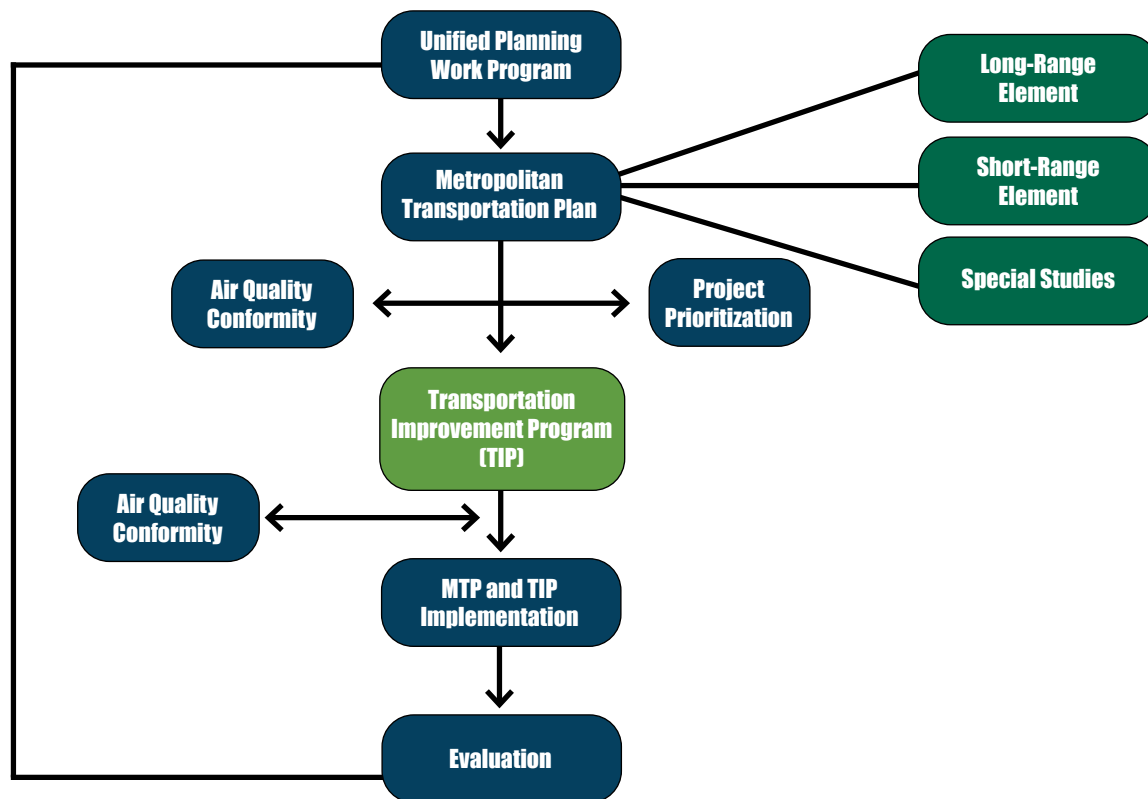 Unified Planning
Work Program
Long-Range
Element
Metropolitan
Transportation Plan
Short-Range
Element
Special Studies
Air Quality
Conformity
Project
Prioritization
Transportation
Improvement Program
(TIP)
Air Quality
Conformity
MTP and TIP
Implementation
Evaluation